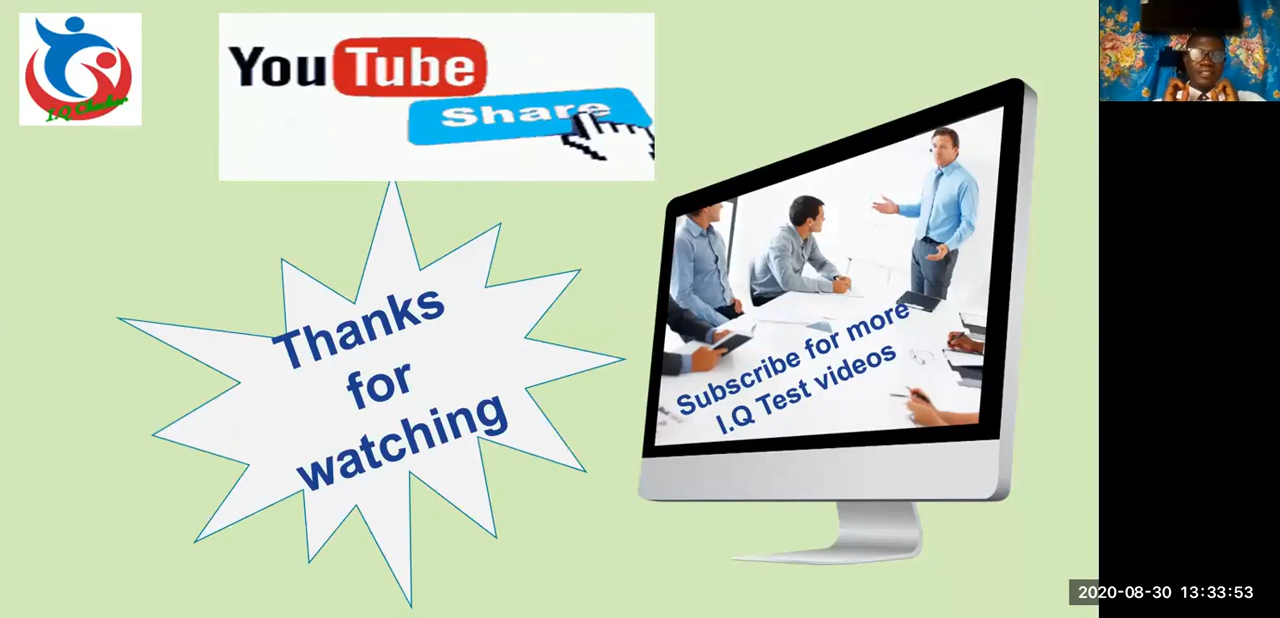 YouTube
Share
Thanks
for
watching
Subscribe for more
I.Q Test videos
2020-08-30 13:33:53